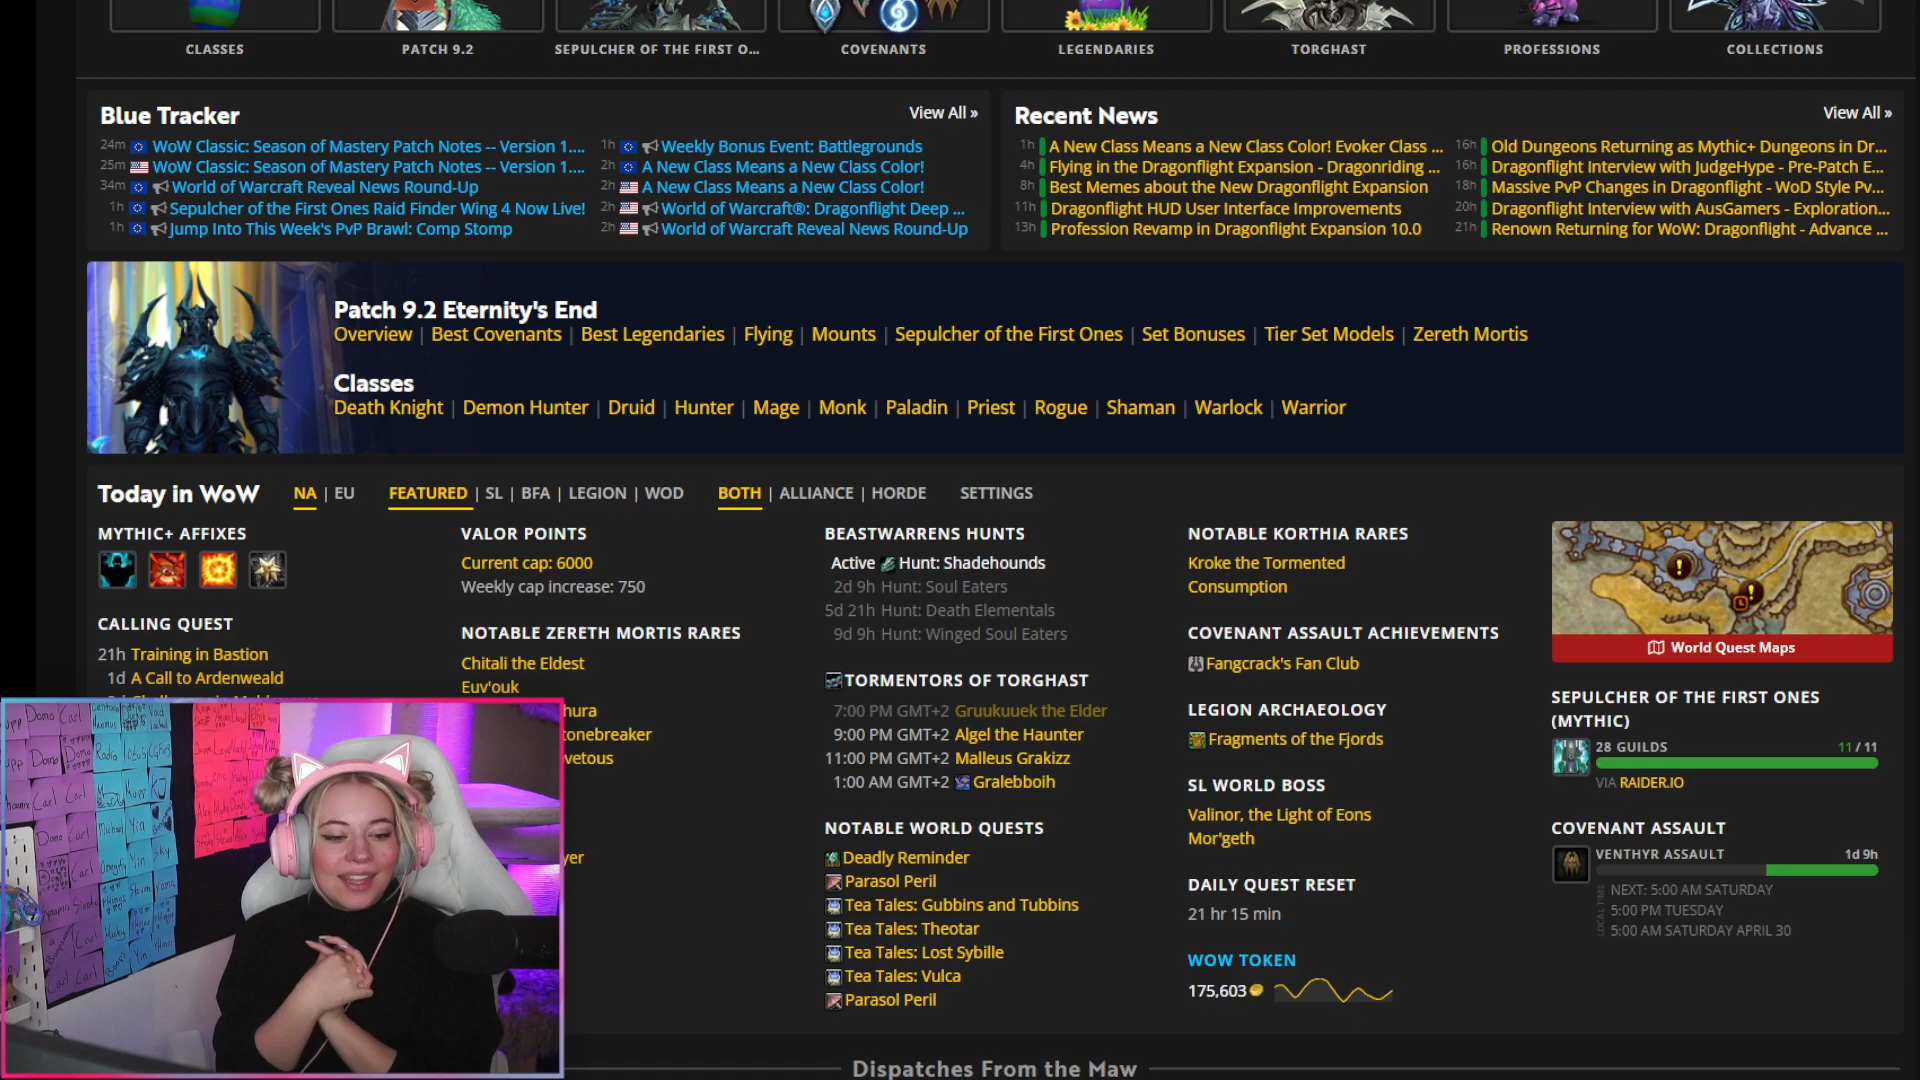 CLASSES
PATCH 9.2
SEPULCHER OF THE FIRST O...
COVENANTS
LEGENDARIES
TORGHAST
PROFESSIONS
COLLECTIONS
Blue Tracker
View All »
24m WoW Classic: Season of Mastery Patch Notes -- Version 1....
25m WoW Classic: Season of Mastery Patch Notes -- Version 1....
34m World of Warcraft Reveal News Round-Up
1h Sepulcher of the First Ones Raid Finder Wing 4 Now Live!
1h Jump Into This Week's PvP Brawl: Comp Stomp
1h Weekly Bonus Event: Battlegrounds
2h A New Class Means a New Class Color!
2h A New Class Means a New Class Color!
2h World of Warcraft®: Dragonflight Deep ...
2h World of Warcraft Reveal News Round-Up
Recent News
View All »
1h A New Class Means a New Class Color! Evoker Class ...
4h Flying in the Dragonflight Expansion - Dragonriding ...
8h Best Memes about the New Dragonflight Expansion
11h Dragonflight HUD User Interface Improvements
13h Profession Revamp in Dragonflight Expansion 10.0
16h Old Dungeons Returning as Mythic+ Dungeons in Dr...
16h Dragonflight Interview with JudgeHype - Pre-Patch E...
18h Massive PvP Changes in Dragonflight - WoD Style Pv...
20h Dragonflight Interview with AusGamers - Exploration...
21h Renown Returning for WoW: Dragonflight - Advance ...
Patch 9.2 Eternity's End
Overview | Best Covenants | Best Legendaries | Flying | Mounts | Sepulcher of the First Ones | Set Bonuses | Tier Set Models | Zereth Mortis
Classes
Death Knight | Demon Hunter | Druid | Hunter | Mage | Monk | Paladin | Priest | Rogue | Shaman | Warlock | Warrior
Today in WoW
NA | EU
FEATURED | SL | BFA | LEGION | WOD
BOTH | ALLIANCE | HORDE
SETTINGS
MYTHIC+ AFFIXES
CALLING QUEST
21h Training in Bastion
1d A Call to Ardenweald
VALOR POINTS
Current cap: 6000
Weekly cap increase: 750
NOTABLE ZERETH MORTIS RARES
Chitali the Eldest
Euv'ouk
hura
tonebreaker
vetous
yer
BEASTWARRENS HUNTS
Active Hunt: Shadehounds
2d 9h Hunt: Soul Eaters
5d 21h Hunt: Death Elementals
9d 9h Hunt: Winged Soul Eaters
TORMENTORS OF TORGHAST
7:00 PM GMT+2 Gruukuuek the Elder
9:00 PM GMT+2 Algel the Haunter
11:00 PM GMT+2 Malleus Grakizz
1:00 AM GMT+2 Gralebboih
NOTABLE WORLD QUESTS
Deadly Reminder
Parasol Peril
Tea Tales: Gubbins and Tubbins
Tea Tales: Theotar
Tea Tales: Lost Sybille
Tea Tales: Vulca
Parasol Peril
NOTABLE KORTHIA RARES
Kroke the Tormented
Consumption
COVENANT ASSAULT ACHIEVEMENTS
Fangcrack's Fan Club
LEGION ARCHAEOLOGY
Fragments of the Fjords
SL WORLD BOSS
Valinor, the Light of Eons
Mor'geth
DAILY QUEST RESET
21 hr 15 min
WOW TOKEN
175,603
World Quest Maps
SEPULCHER OF THE FIRST ONES
(MYTHIC)
28 GUILDS 11 / 11
VIA RAIDER.IO
COVENANT ASSAULT
VENTHYR ASSAULT 1d 9h
LOCAL TIME
NEXT: 5:00 AM SATURDAY
5:00 PM TUESDAY
5:00 AM SATURDAY APRIL 30
Domo Carl
Carl Carl
Domo Carl
Carl
Carl Carl
Michael Yin
Yin Sky
Steven
Yin
Dispatches From the Maw